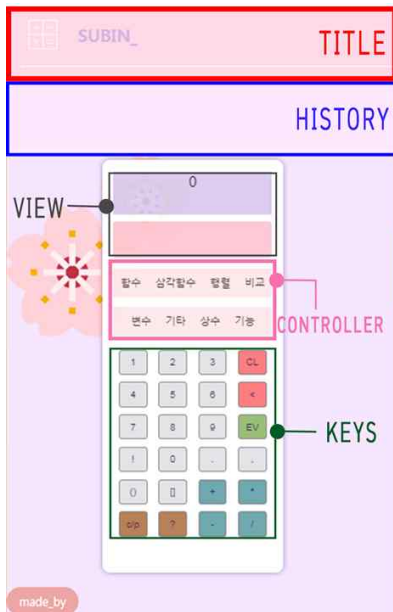 SUBIN_
TITLE
HISTORY
0
VIEW
함수 삼각함수 행렬 비교
변수 기타 상수 기능
CONTROLLER
1 2 3 CL
4 5 6 <
7 8 9 EV
KEYS
! 0 . ,
() [] + *
c/p ? - /
made_by